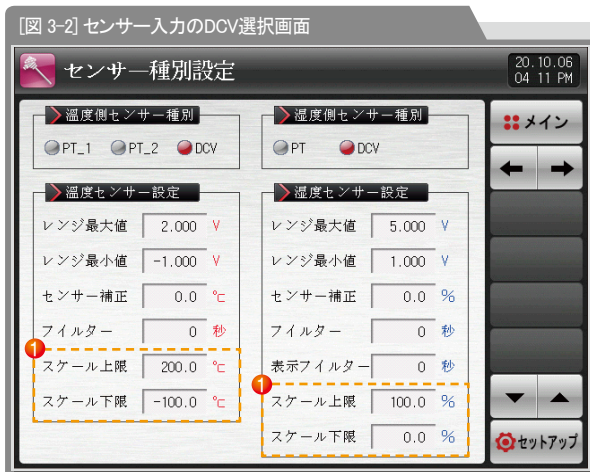 [図 3-2] センサー入力のDCV選択画面
センサー種別設定
20.10.06
04 11 PM
温度側センサー種別
PT_1 PT_2 DCV
温度センサー設定
レンジ最大値 2.000 V
レンジ最小値 -1.000 V
センサー補正 0.0 ℃
フイルター 0 秒
1
スケール上限 200.0 ℃
スケール下限 -100.0 ℃
湿度側センサー種別
PT DCV
湿度センサー設定
レンジ最大値 5.000 V
レンジ最小値 1.000 V
センサー補正 0.0 %
フイルター 0 秒
表示フイルター 0 秒
1
スケール上限 100.0 %
スケール下限 0.0 %
メイン
セットアップ